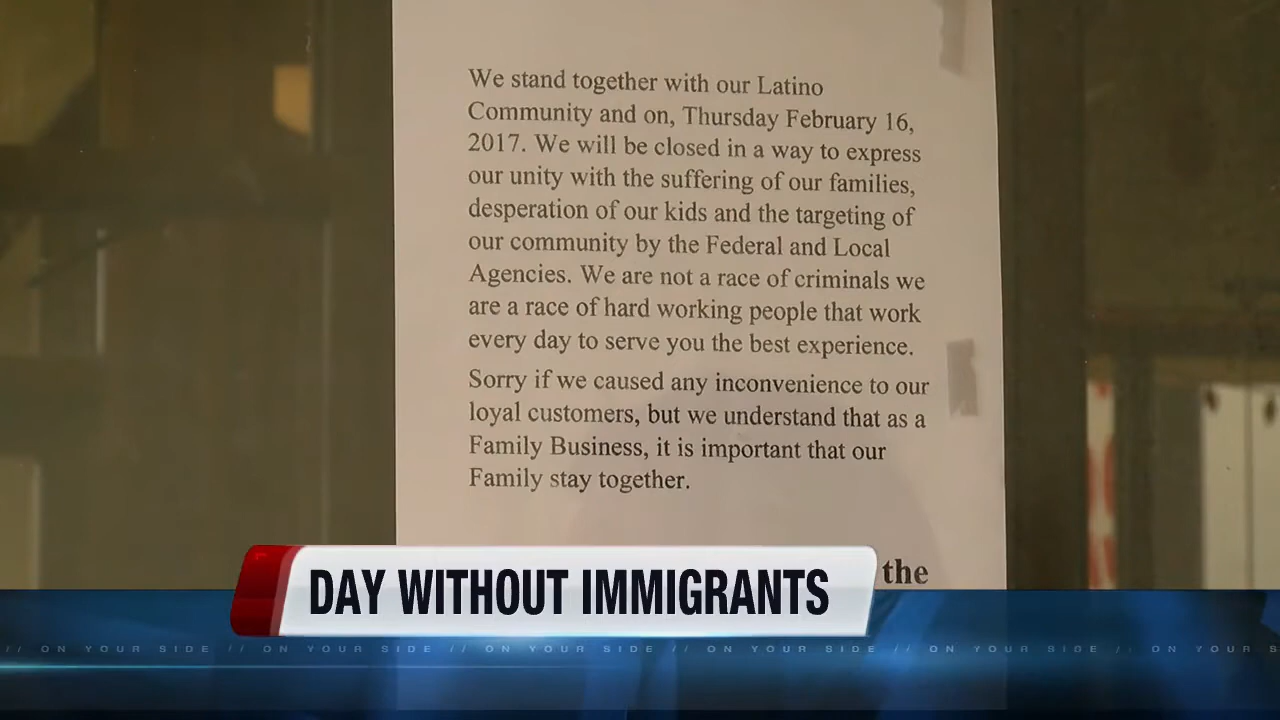 We stand together with our Latino
Community and on, Thursday February 16,
2017. We will be closed in a way to express
our unity with the suffering of our families,
desperation of our kids and the targeting of
our community by the Federal and Local
Agencies. We are not a race of criminals we
are a race of hard working people that work
every day to serve you the best experience.
Sorry if we caused any inconvenience to our
loyal customers, but we understand that as a
Family Business, it is important that our
Family stay together.
the
DAY WITHOUT IMMIGRANTS
// ON YOUR SIDE // ON YOUR SIDE // ON YOUR SIDE // ON YOUR SIDE // ON YOUR SIDE // ON YOUR S